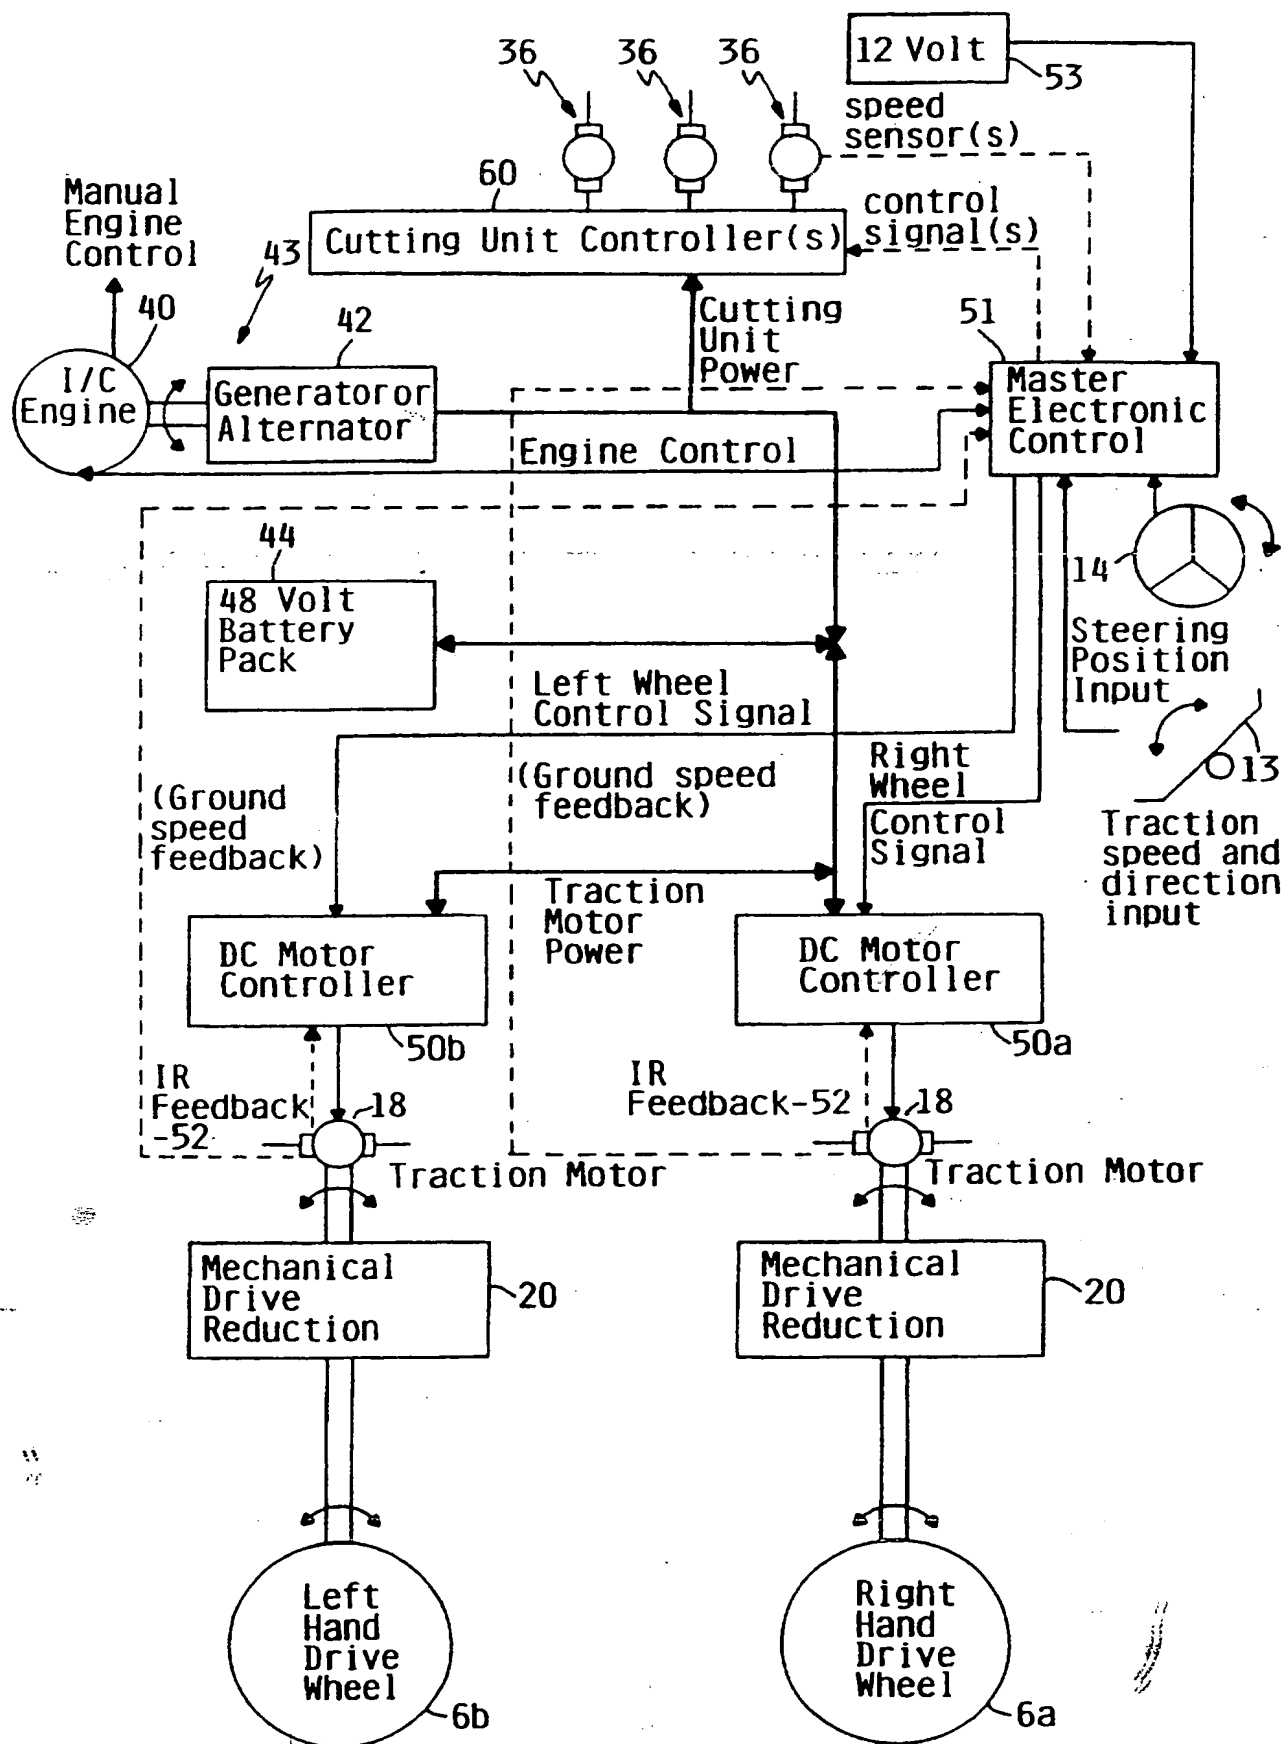 36
36
36
12 Volt
53
speed
sensor(s)
60
Manual
Engine
Control
control
signal(s)
Cutting Unit Controller(s)
43
40
42
Cutting
Unit
Power
51
I/C
Engine
Generatoror
Alternator
Master
Electronic
Control
Engine Control
44
48 Volt
Battery
Pack
14
Steering
Position
Input
Left Wheel
Control Signal
Right
Wheel
Control
Signal
13
(Ground
speed
feedback)
(Ground speed
feedback)
Traction
speed and
direction
input
Traction
Motor
Power
DC Motor
Controller
DC Motor
Controller
50b
50a
IR
Feedback
-52
18
IR
Feedback-52
18
Traction Motor
Traction Motor
Mechanical
Drive
Reduction
20
Mechanical
Drive
Reduction
20
Left
Hand
Drive
Wheel
6b
Right
Hand
Drive
Wheel
6a